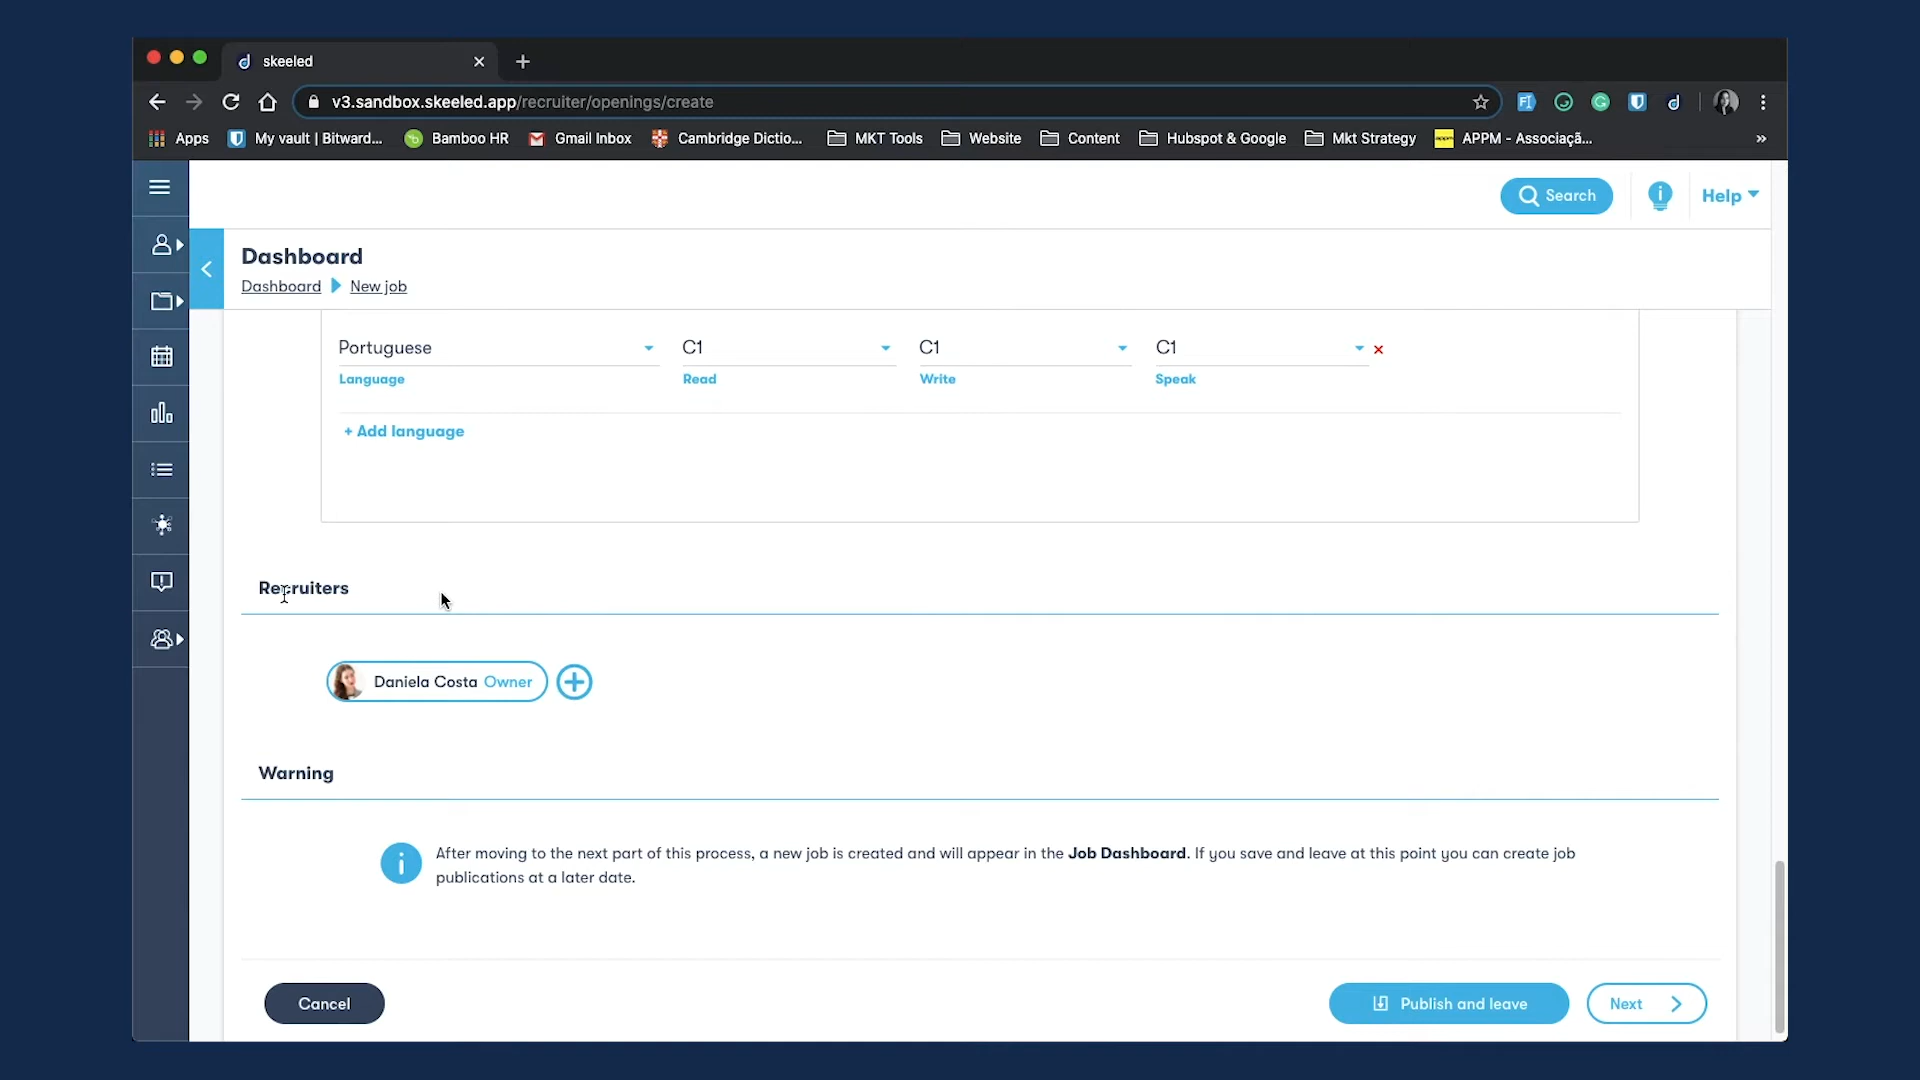 skeeled
v3.sandbox.skeeled.app/recruiter/openings/create
Apps My vault | Bitward... Bamboo HR Gmail Inbox Cambridge Dictio... MKT Tools Website Content Hubspot & Google Mkt Strategy APPM - Associaçã... »
Search Help
Dashboard
Dashboard New job
Portuguese C1 C1 C1
Language Read Write Speak
+ Add language
Recruiters
Daniela Costa Owner
Warning
After moving to the next part of this process, a new job is created and will appear in the Job Dashboard. If you save and leave at this point you can create job
publications at a later date.
Cancel Publish and leave Next